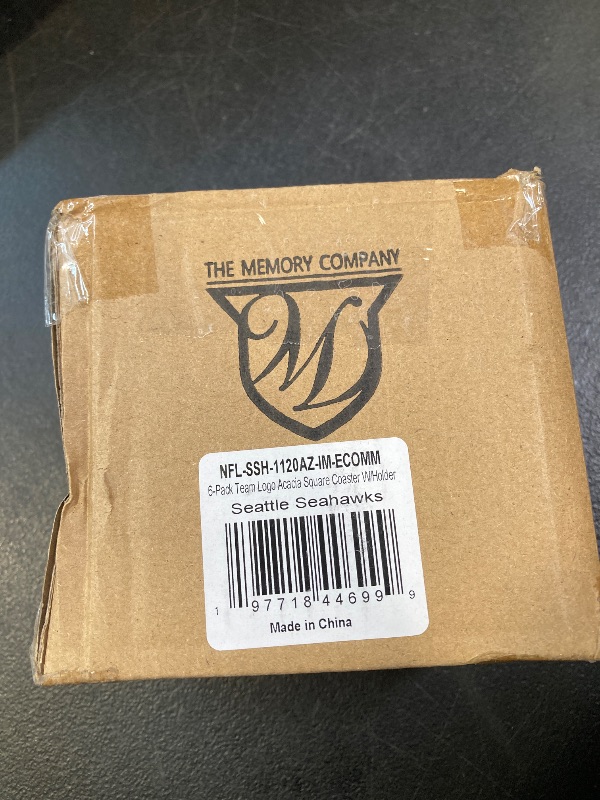 THE MEMORY COMPANY
M
NFL-SSH-1120AZ-IM-ECOMM
6-Pack Team Logo Acacia Square Coaster W/Holder
Seattle Seahawks
1 97718 44699 9
Made in China